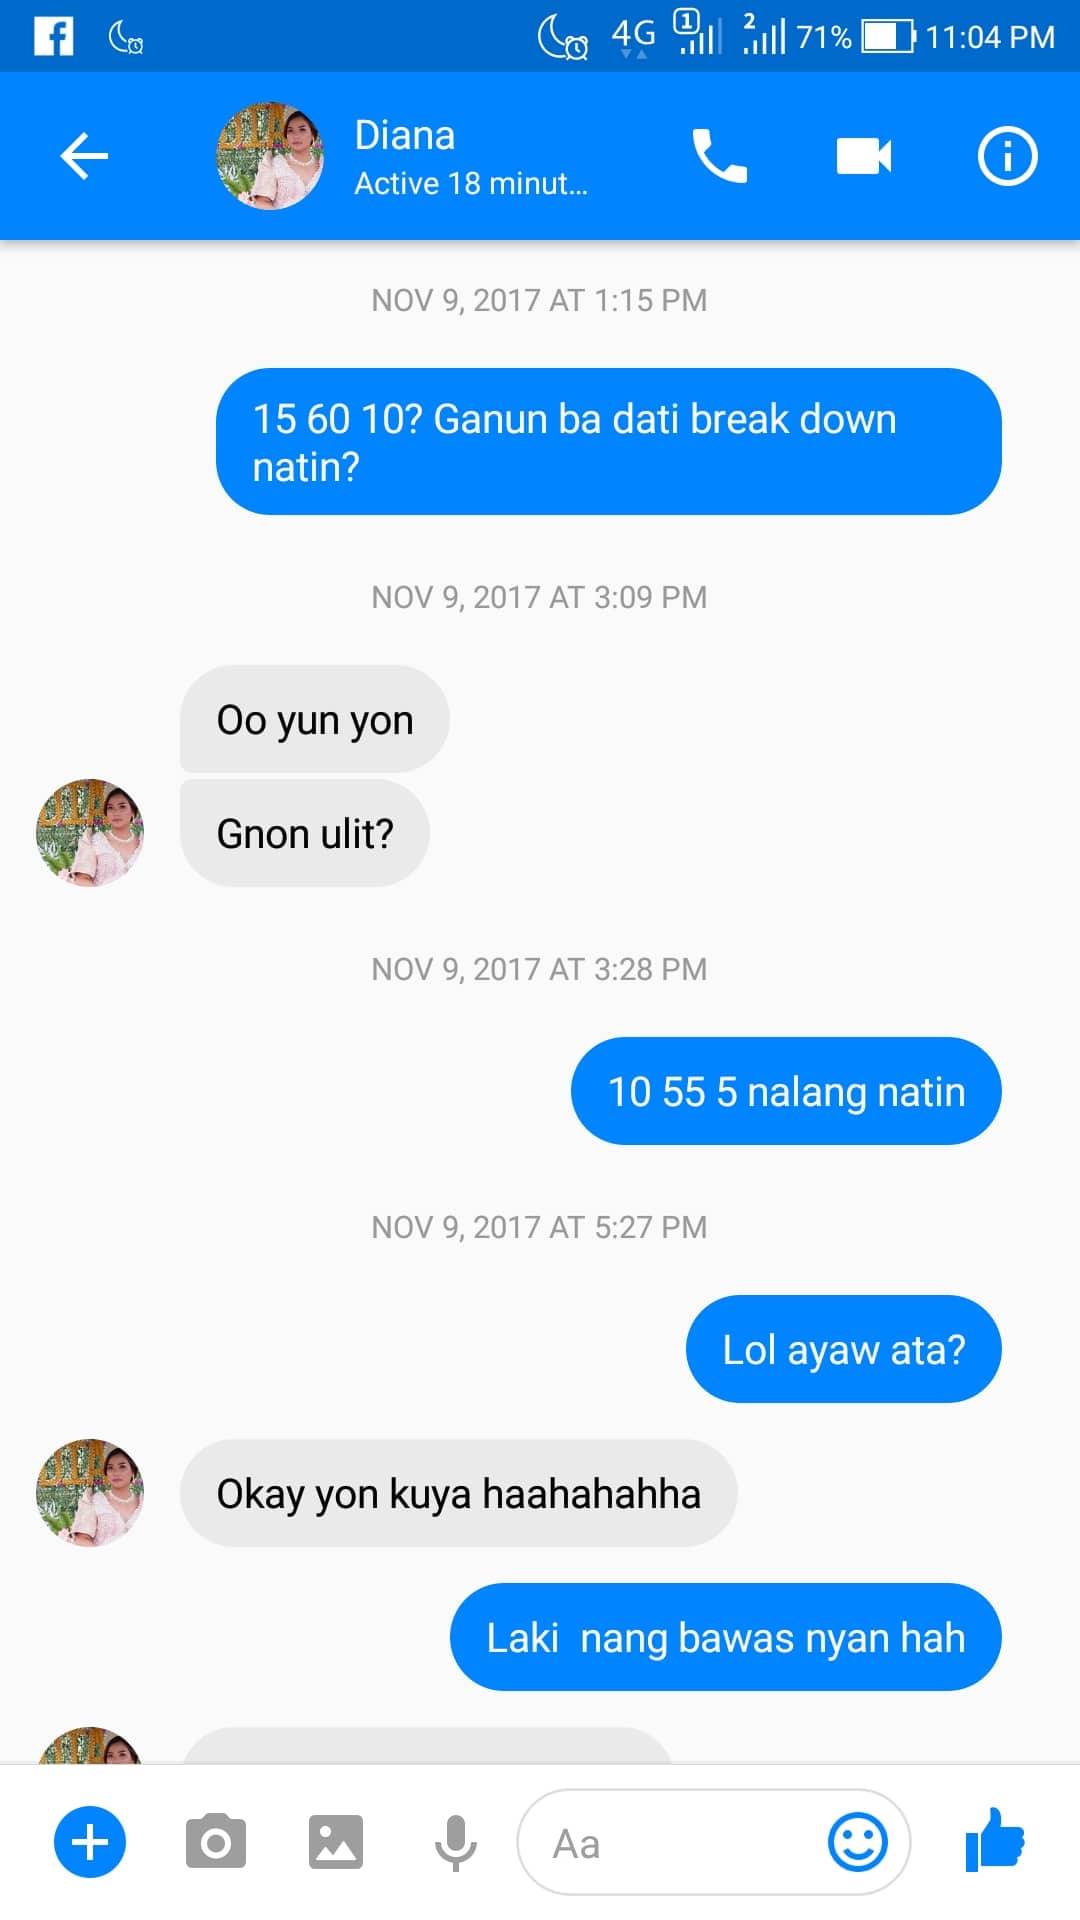 4G 1 2 71% 11:04 PM
Diana
Active 18 minut...
NOV 9, 2017 AT 1:15 PM
15 60 10? Ganun ba dati break down
natin?
NOV 9, 2017 AT 3:09 PM
Oo yun yon
Gnon ulit?
NOV 9, 2017 AT 3:28 PM
10 55 5 nalang natin
NOV 9, 2017 AT 5:27 PM
Lol ayaw ata?
Okay yon kuya haahahahha
Laki  nang bawas nyan hah
Aa